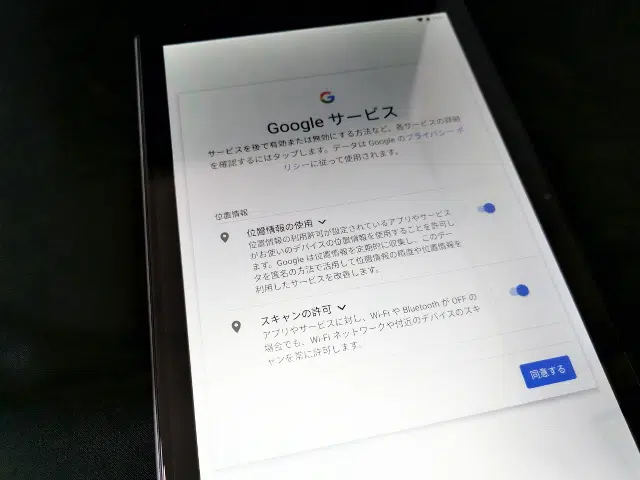 Google サービス
サービスを後で有効または無効にする方法など、各サービスの詳細
を確認するにはタップします。データは Google のプライバシー ポ
リシーに従って使用されます。
位置情報
位置情報の使用
位置情報の利用許可が設定されているアプリやサービス
がお使いのデバイスの位置情報を使用することを許可し
ます。Google は位置情報を定期的に収集し、このデー
タを匿名の方法で活用して位置情報の精度や位置情報を
利用したサービスを改善します。
スキャンの許可
アプリやサービスに対し、Wi-Fi や Bluetooth が OFF の
場合でも、Wi-Fi ネットワークや付近のデバイスのスキ
ャンを常に許可します。
同意する